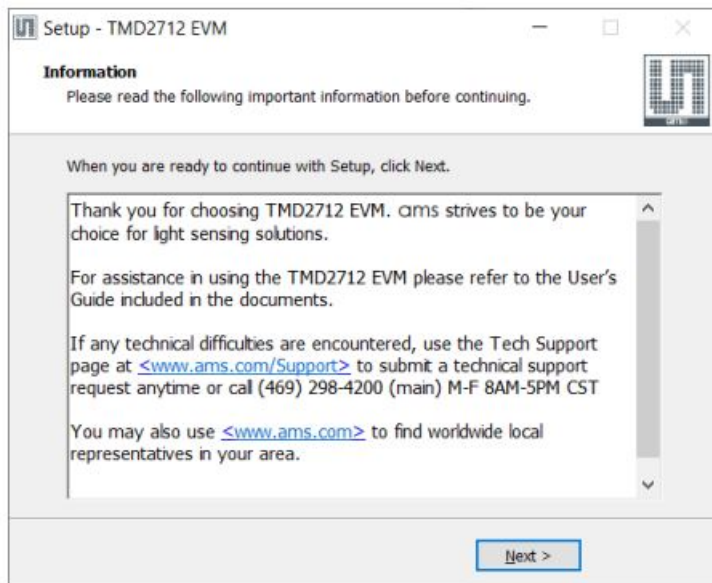 Setup - TMD2712 EVM
Information
Please read the following important information before continuing.
When you are ready to continue with Setup, click Next.
Thank you for choosing TMD2712 EVM. ams strives to be your
choice for light sensing solutions.
For assistance in using the TMD2712 EVM please refer to the User's
Guide included in the documents.
If any technical difficulties are encountered, use the Tech Support
page at <www.ams.com/Support> to submit a technical support
request anytime or call (469) 298-4200 (main) M-F 8AM-5PM CST
You may also use <www.ams.com> to find worldwide local
representatives in your area.
Next >